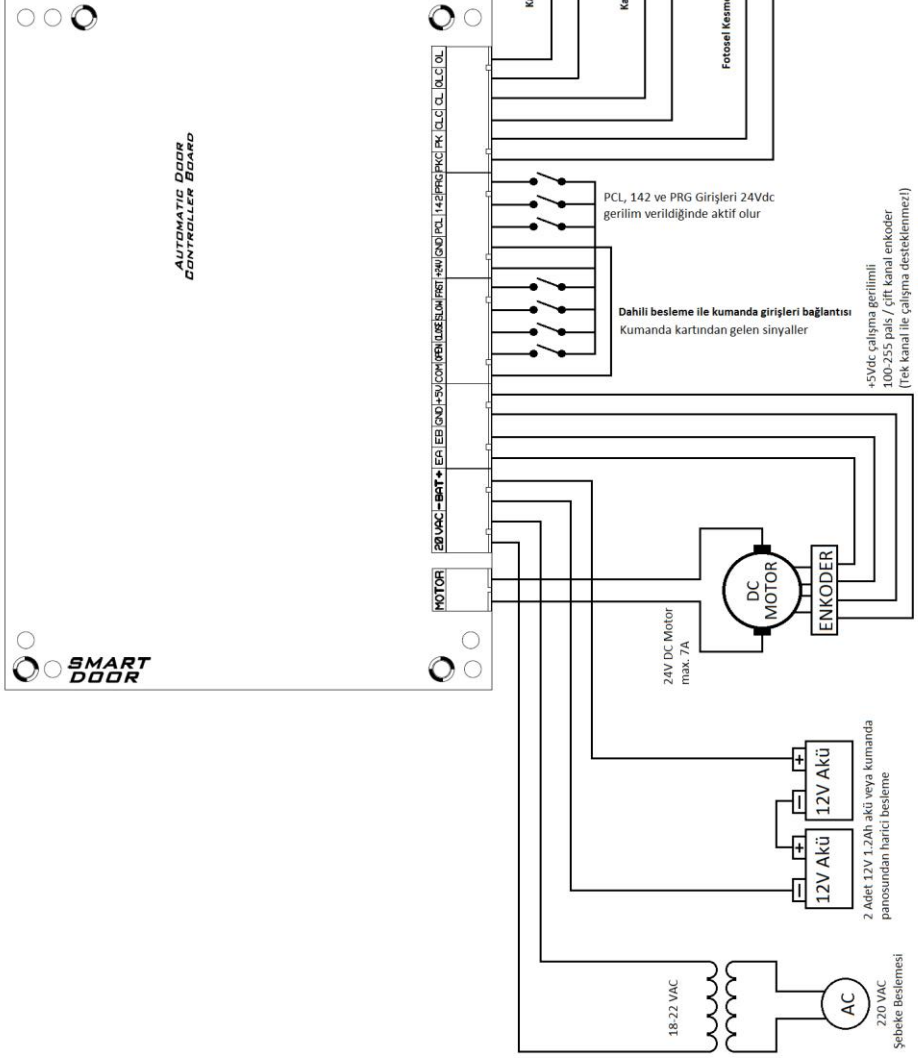 AUTOMATIC DOOR
CONTROLLER BOARD
SMART
DOOR
MOTOR
20 VAC
-BAT+
EA
EB
GND
+5V
COM
OPEN
CLOSE
SLOW
FRST
+24V
GND
PCL
142
PRG
PKC
PK
CLC
CL
OLC
OL
Fotosel Kesme
PCL, 142 ve PRG Girişleri 24Vdc
gerilim verildiğinde aktif olur
Dahili besleme ile kumanda girişleri bağlantısı
Kumanda kartından gelen sinyaller
+5Vdc çalışma gerilimli
100-255 pals / çift kanal enkoder
(Tek kanal ile çalışma desteklenmez!)
24V DC Motor
max. 7A
DC
MOTOR
ENKODER
12V Akü
12V Akü
2 Adet 12V 1.2Ah akü veya kumanda
panosundan harici besleme
18-22 VAC
AC
220 VAC
Şebeke Beslemesi